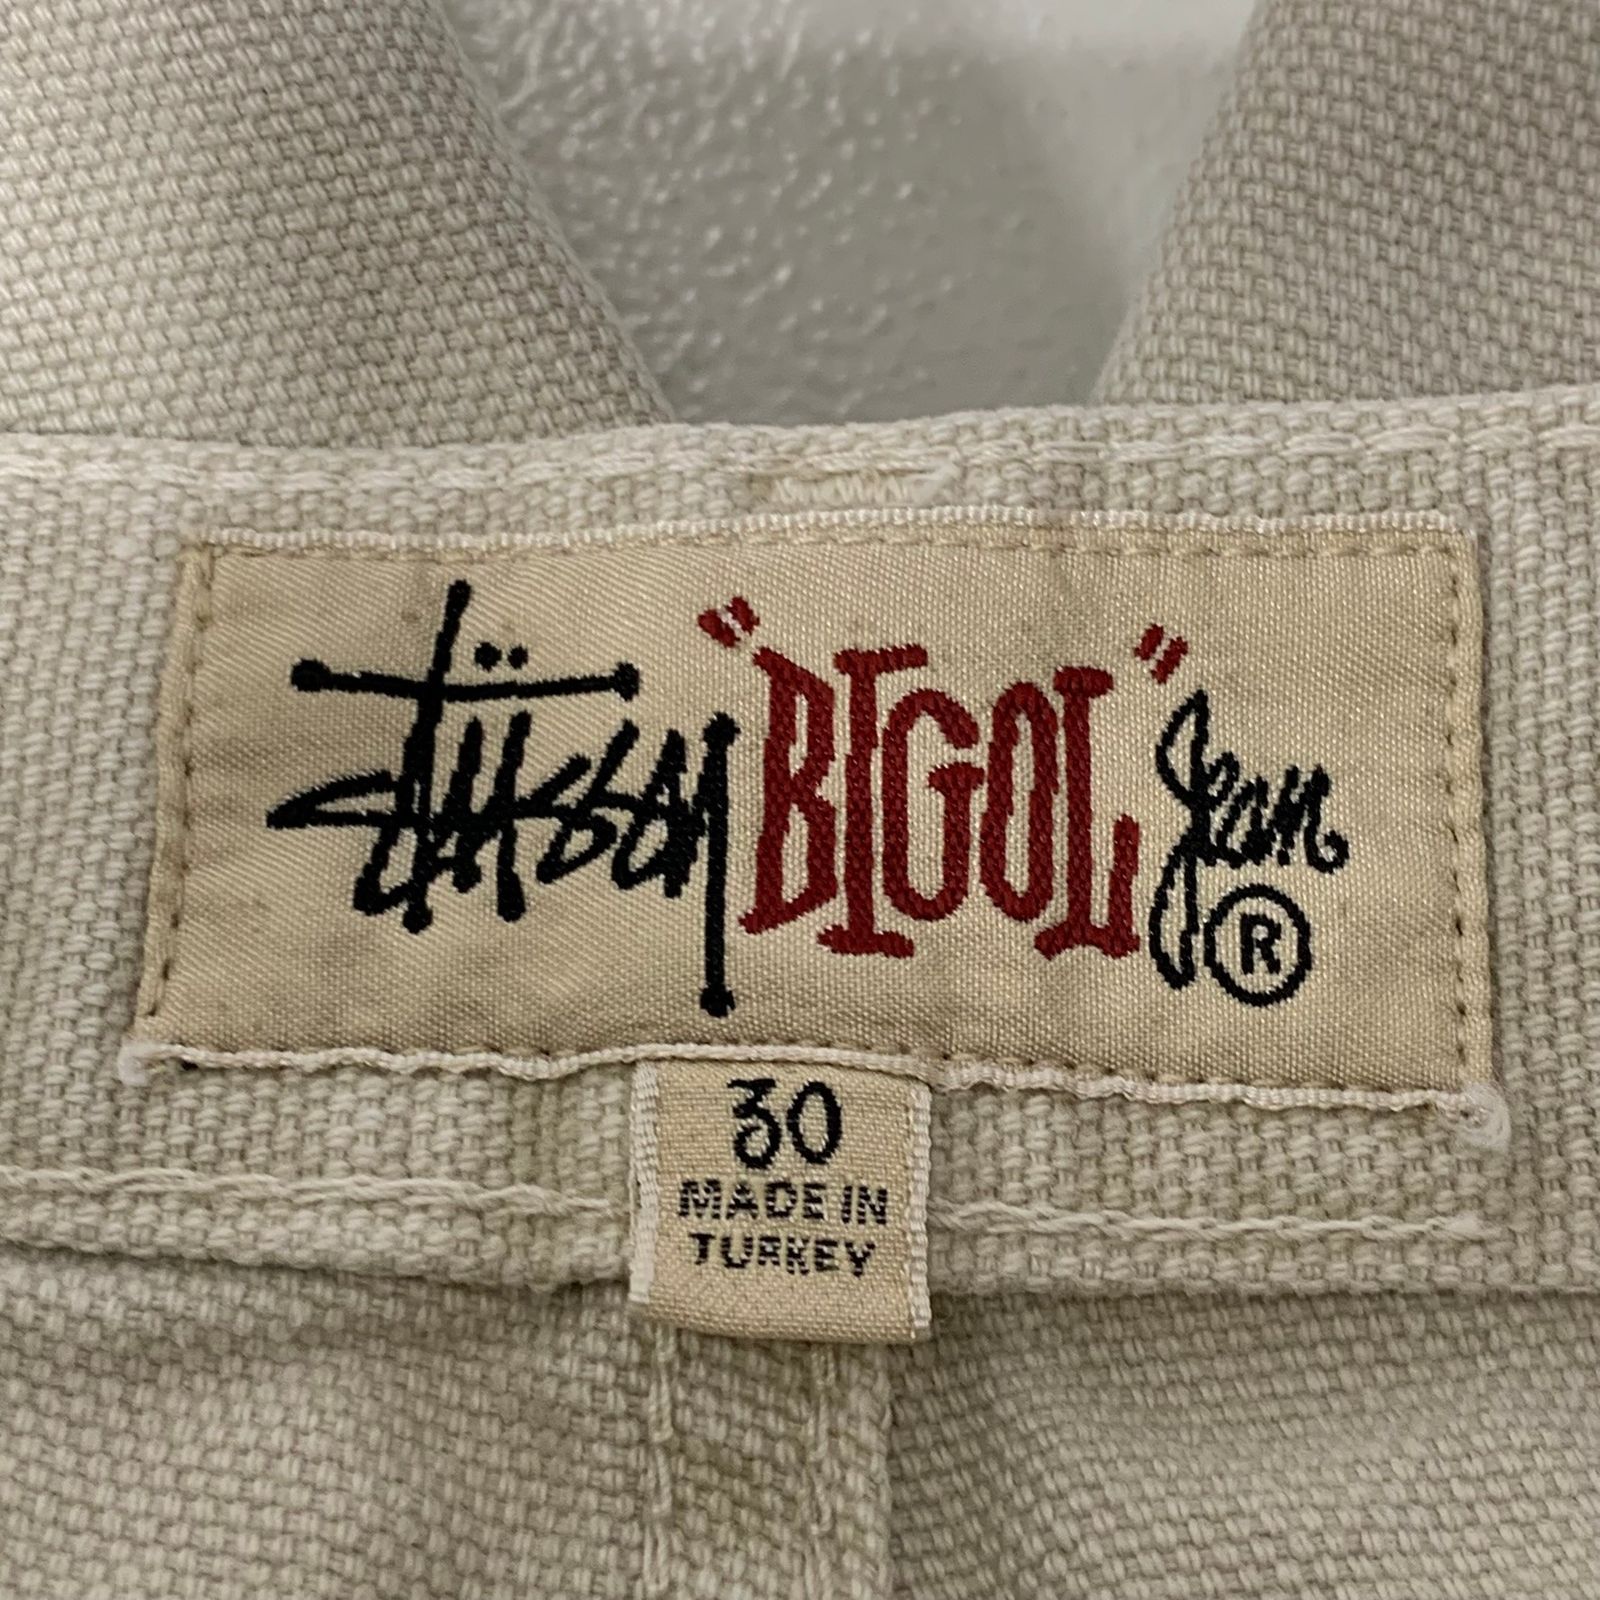 Stüssy "BIGOL" Jean ®
30
MADE IN
TURKEY